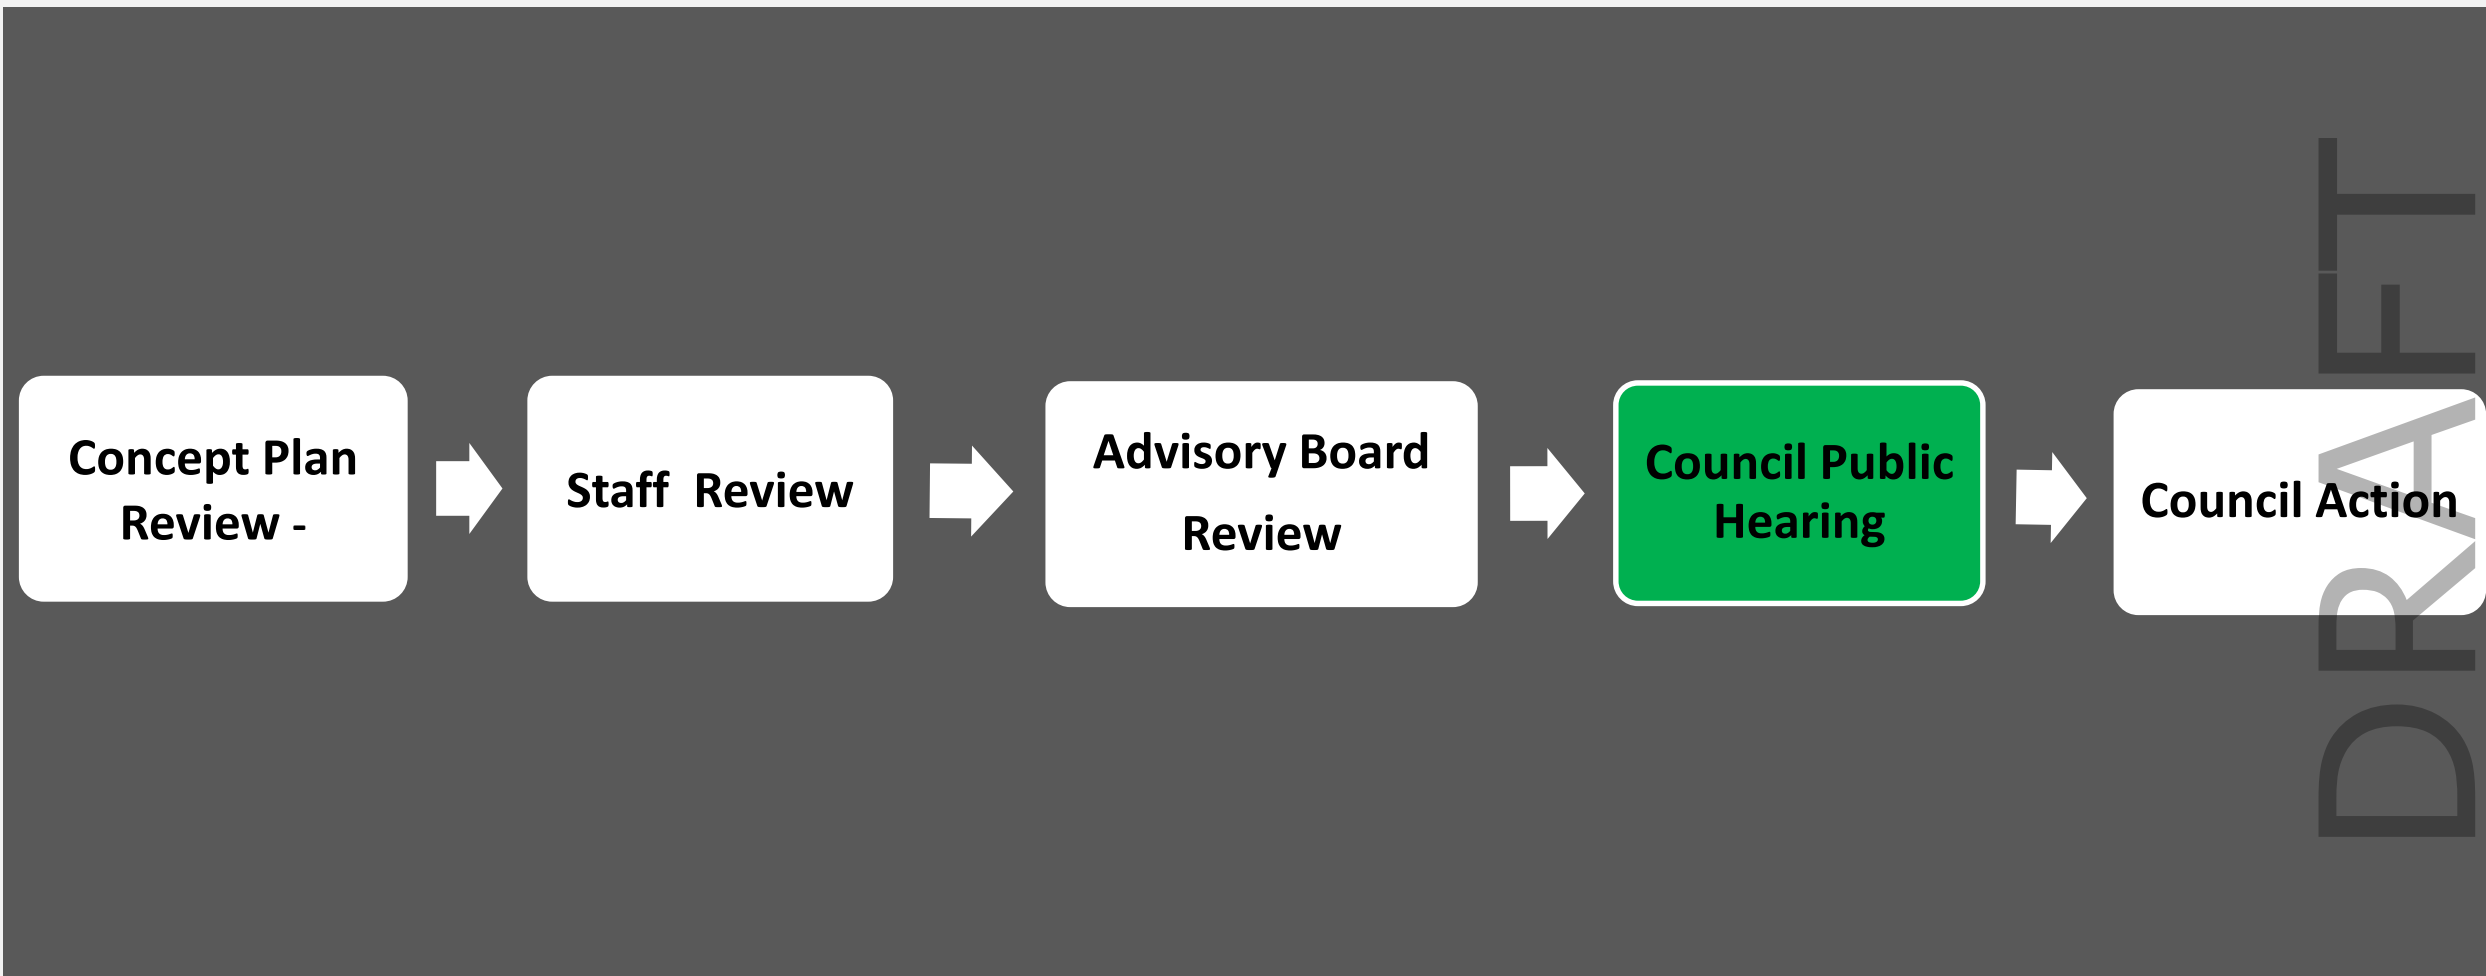 Concept Plan
Review -
Staff  Review
Advisory Board
Review
Council Public
Hearing
Council Action
DRAFT